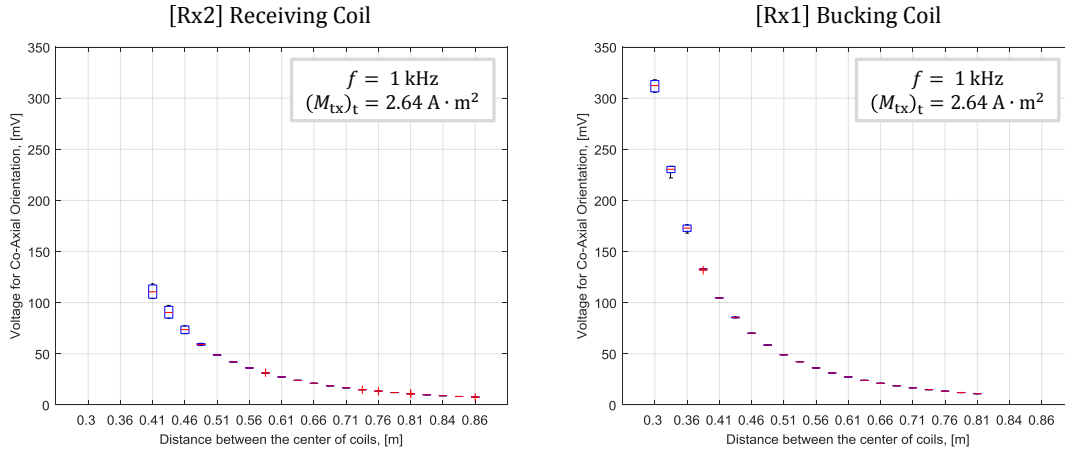 [Rx2] Receiving Coil
350
300
250
200
150
100
50
0
Voltage for Co-Axial Orientation, [mV]
f = 1 kHz
(M_tx)_t = 2.64 A · m²
0.3 0.36 0.41 0.46 0.51 0.56 0.61 0.66 0.71 0.76 0.81 0.84 0.86
Distance between the center of coils, [m]
[Rx1] Bucking Coil
350
300
250
200
150
100
50
0
Voltage for Co-Axial Orientation, [mV]
f = 1 kHz
(M_tx)_t = 2.64 A · m²
0.3 0.36 0.41 0.46 0.51 0.56 0.61 0.66 0.71 0.76 0.81 0.84 0.86
Distance between the center of coils, [m]